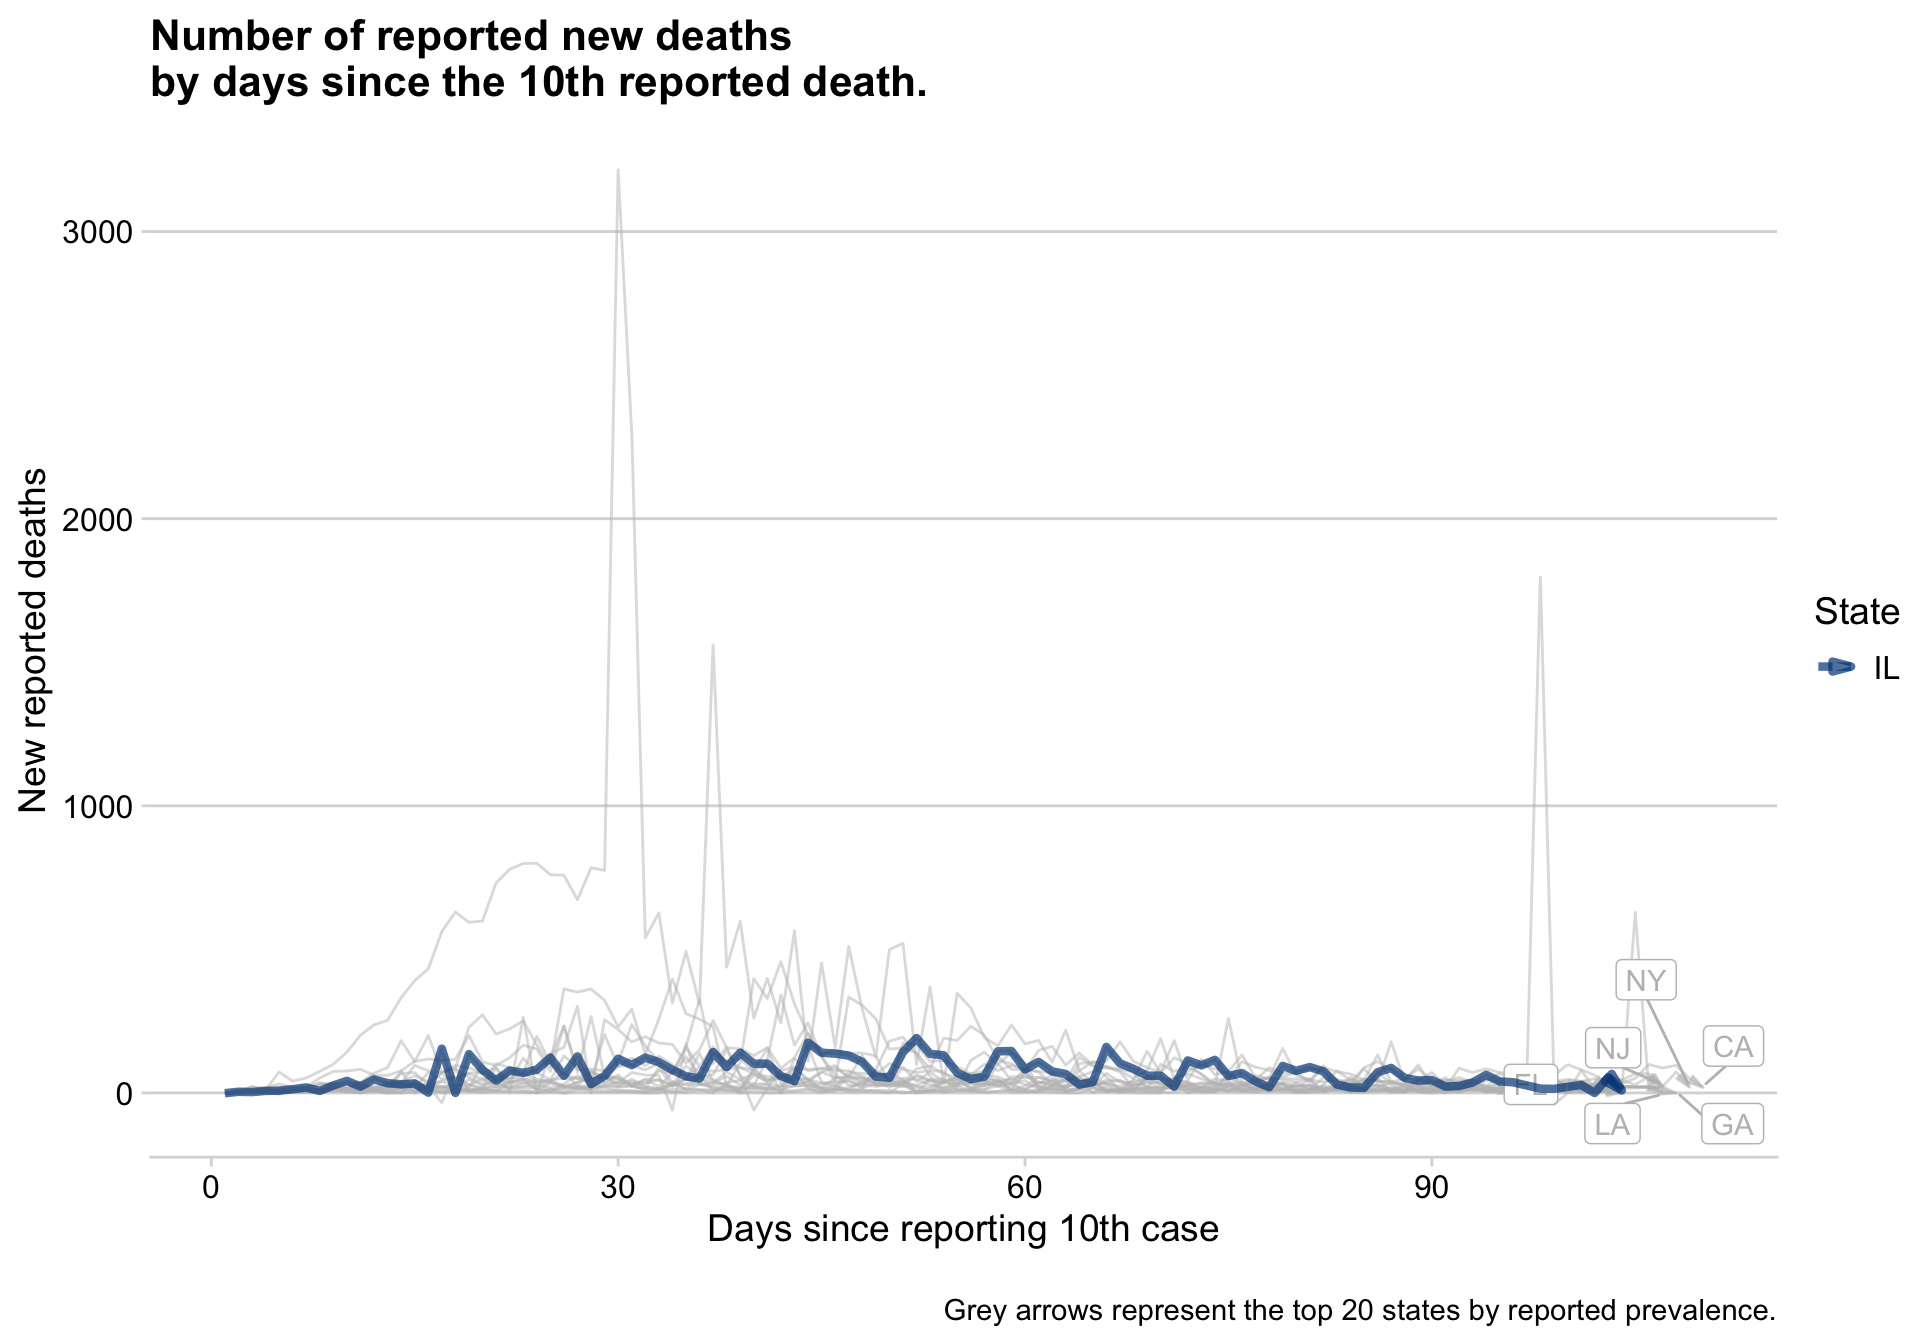 Number of reported new deaths
by days since the 10th reported death.
New reported deaths
3000
2000
1000
0
0
30
60
90
Days since reporting 10th case
NY
NJ
CA
FL
LA
GA
State
IL
Grey arrows represent the top 20 states by reported prevalence.